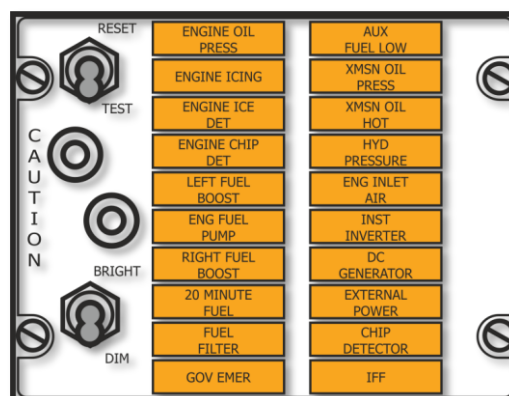 RESET
TEST
CAUTION
BRIGHT
DIM
ENGINE OIL
PRESS
ENGINE ICING
ENGINE ICE
DET
ENGINE CHIP
DET
LEFT FUEL
BOOST
ENG FUEL
PUMP
RIGHT FUEL
BOOST
20 MINUTE
FUEL
FUEL
FILTER
GOV EMER
AUX
FUEL LOW
XMSN OIL
PRESS
XMSN OIL
HOT
HYD
PRESSURE
ENG INLET
AIR
INST
INVERTER
DC
GENERATOR
EXTERNAL
POWER
CHIP
DETECTOR
IFF